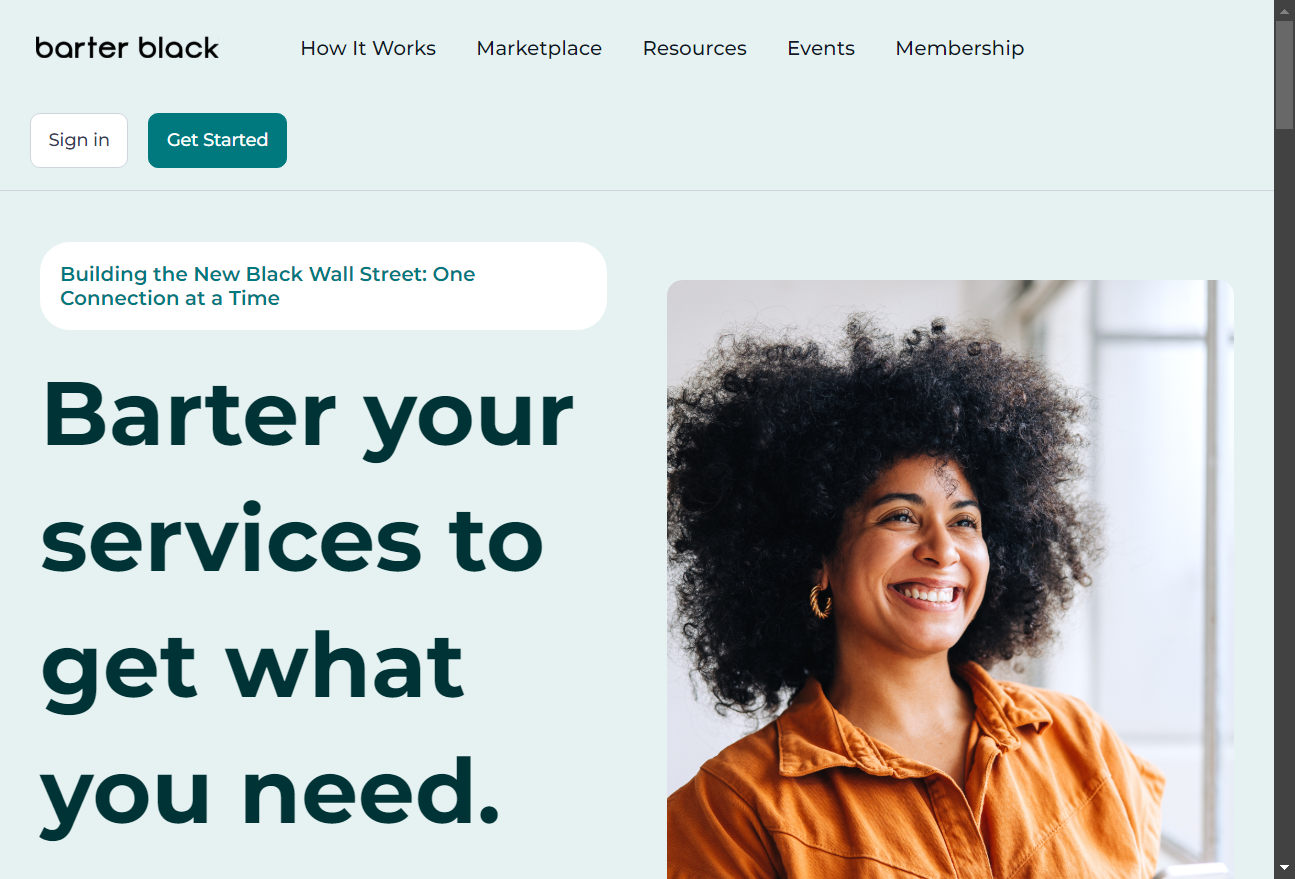 barter black
How It Works
Marketplace
Resources
Events
Membership
Sign in
Get Started
Building the New Black Wall Street: One
Connection at a Time
Barter your
services to
get what
you need.